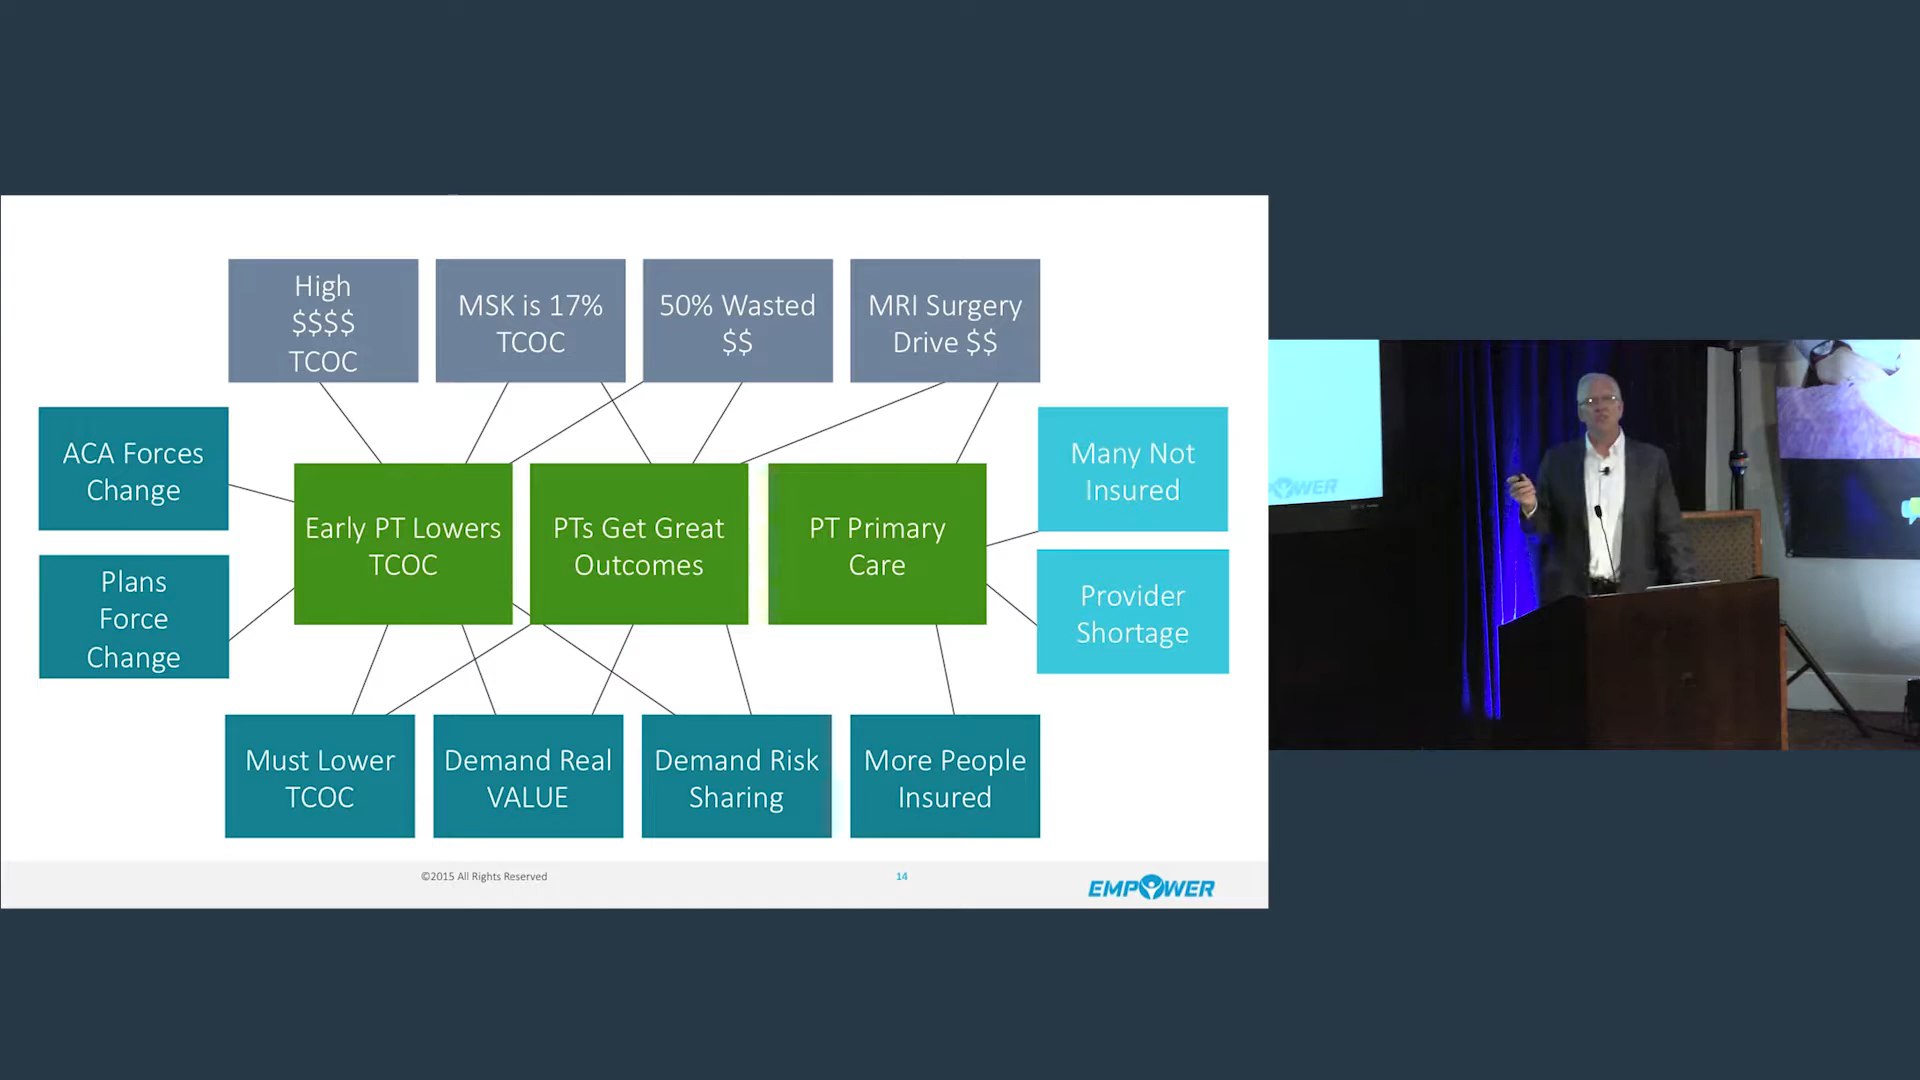 High
$$$$
TCOC
MSK is 17%
TCOC
50% Wasted
$$
MRI Surgery
Drive $$
ACA Forces
Change
Many Not
Insured
Early PT Lowers
TCOC
PTs Get Great
Outcomes
PT Primary
Care
Plans
Force
Change
Provider
Shortage
Must Lower
TCOC
Demand Real
VALUE
Demand Risk
Sharing
More People
Insured
©2015 All Rights Reserved
14
EMPOWER